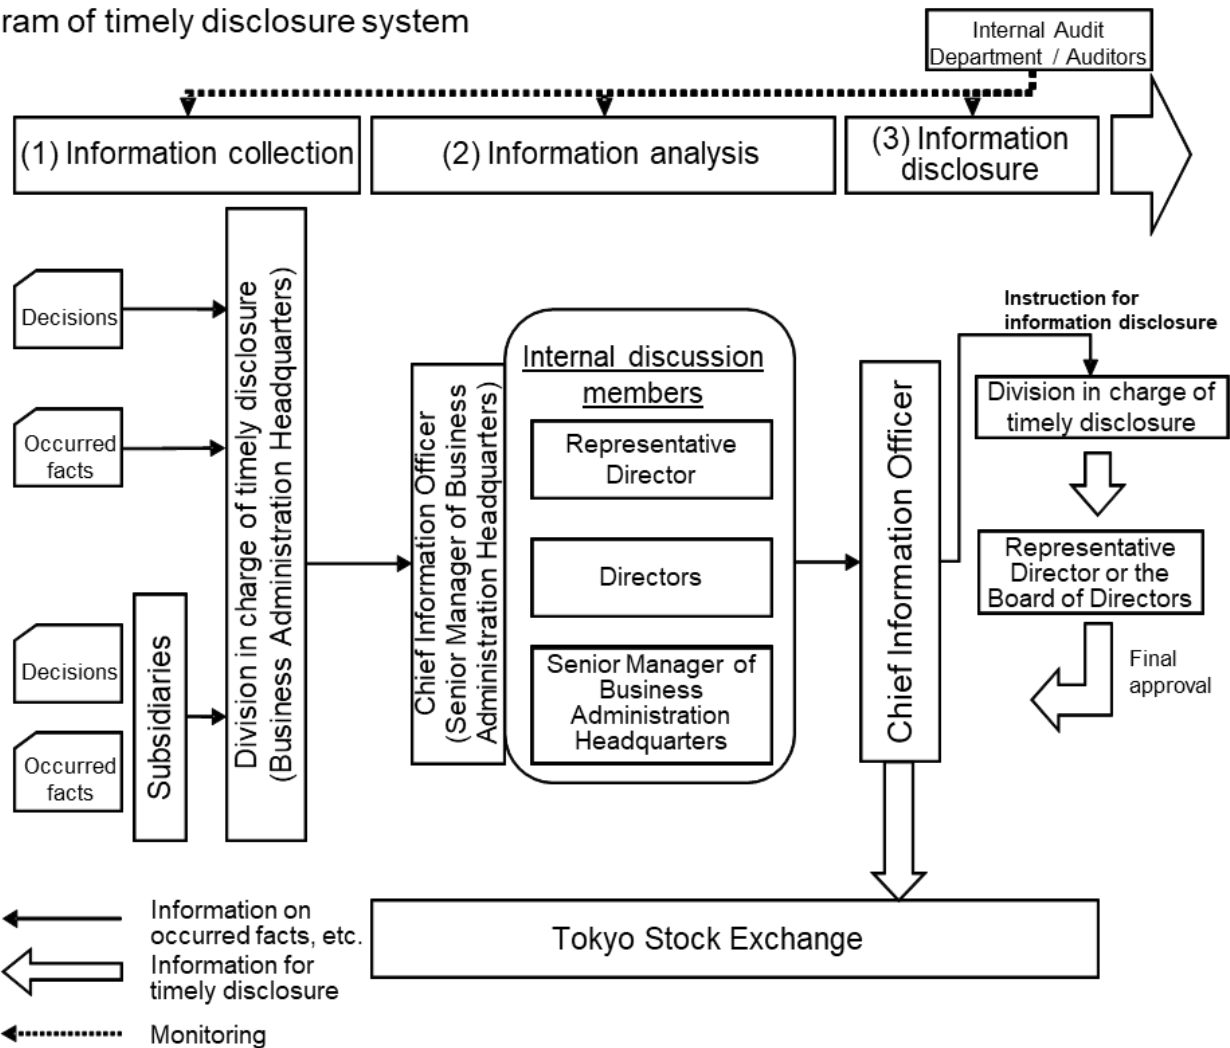 ram of timely disclosure system
Internal Audit
Department / Auditors
(1) Information collection
(2) Information analysis
(3) Information
disclosure
Decisions
Occurred
facts
Decisions
Occurred
facts
Subsidiaries
Division in charge of timely disclosure
(Business Administration Headquarters)
Chief Information Officer
(Senior Manager of Business
Administration Headquarters)
Internal discussion
members
Representative
Director
Directors
Senior Manager of
Business
Administration
Headquarters
Chief Information Officer
Instruction for
information disclosure
Division in charge of
timely disclosure
Representative
Director or the
Board of Directors
Final
approval
Tokyo Stock Exchange
Information on
occurred facts, etc.
Information for
timely disclosure
Monitoring